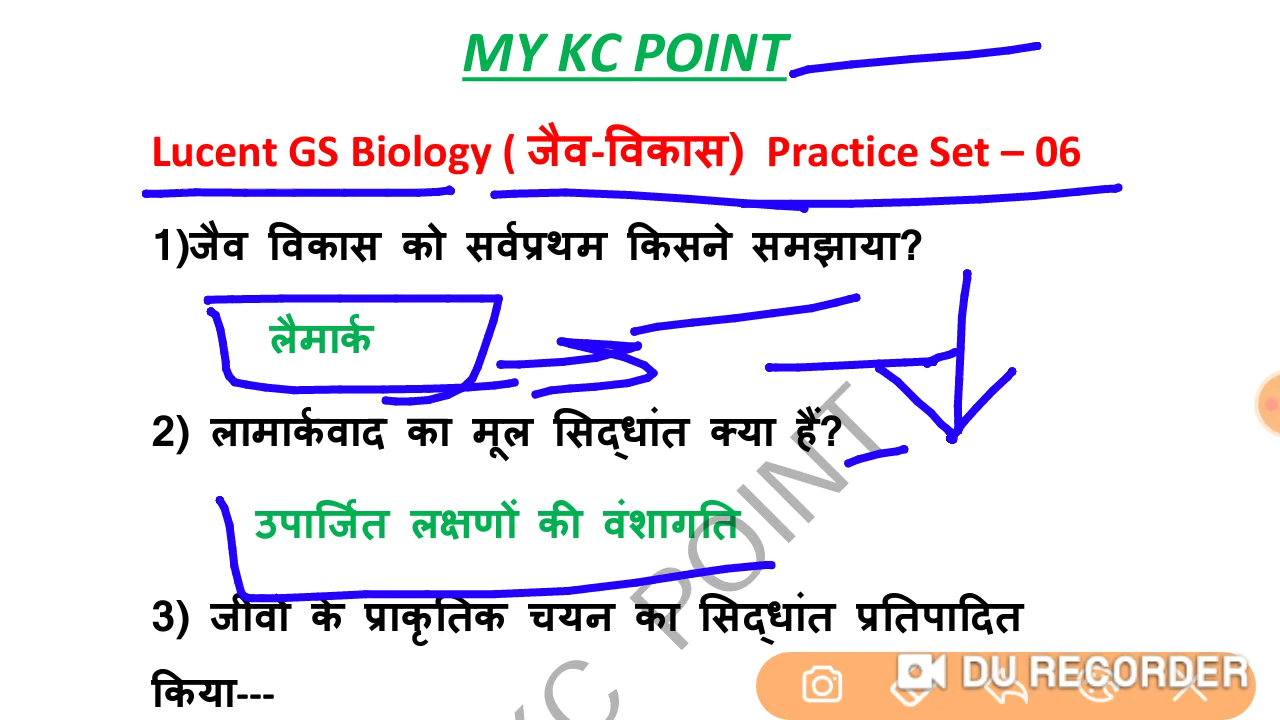 MY KC POINT
Lucent GS Biology ( जैव-विकास) Practice Set – 06
1)जैव विकास को सर्वप्रथम किसने समझाया?
लैमार्क
2) लामार्कवाद का मूल सिद्धांत क्या हैं?
उपार्जित लक्षणों की वंशागति
3) जीवों के प्राकृतिक चयन का सिद्धांत प्रतिपादित
किया---
KC POINT
DU RECORDER